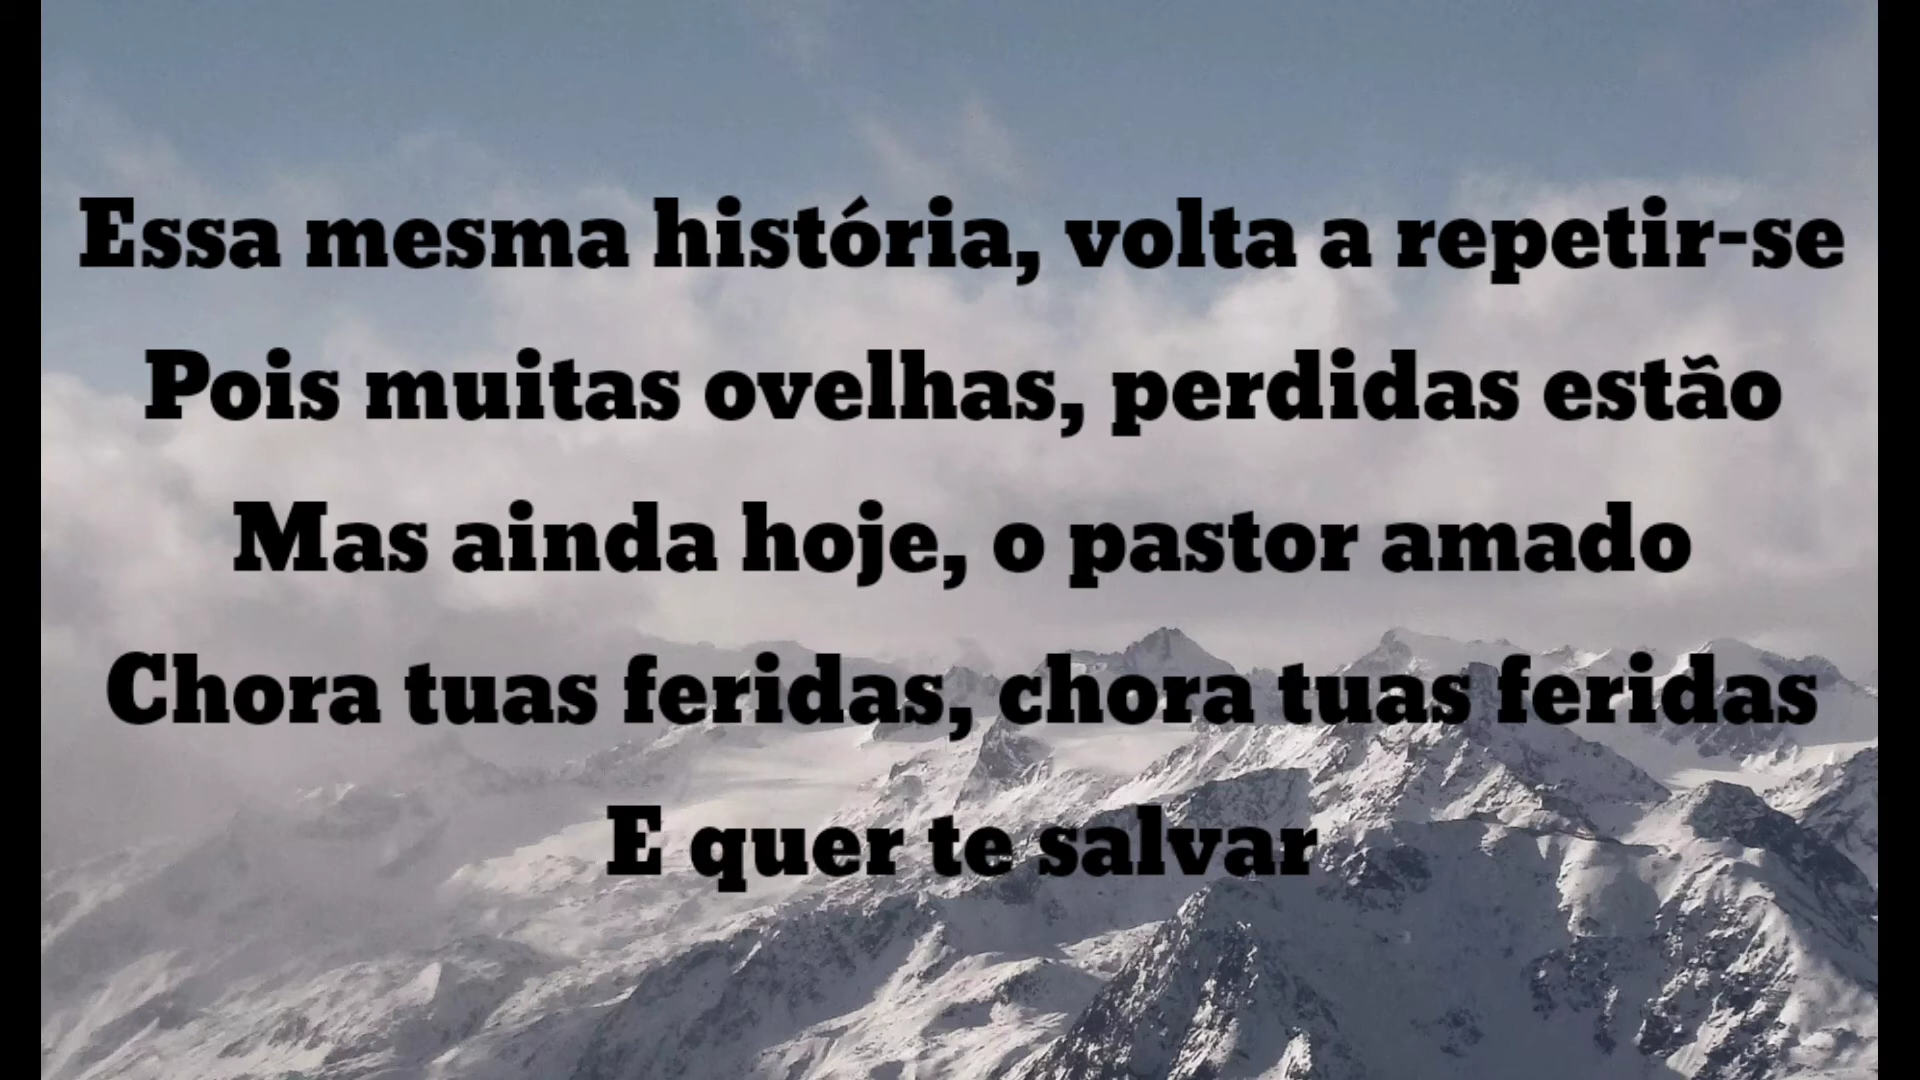 Essa mesma história, volta a repetir-se
Pois muitas ovelhas, perdidas estão
Mas ainda hoje, o pastor amado
Chora tuas feridas, chora tuas feridas
E quer te salvar